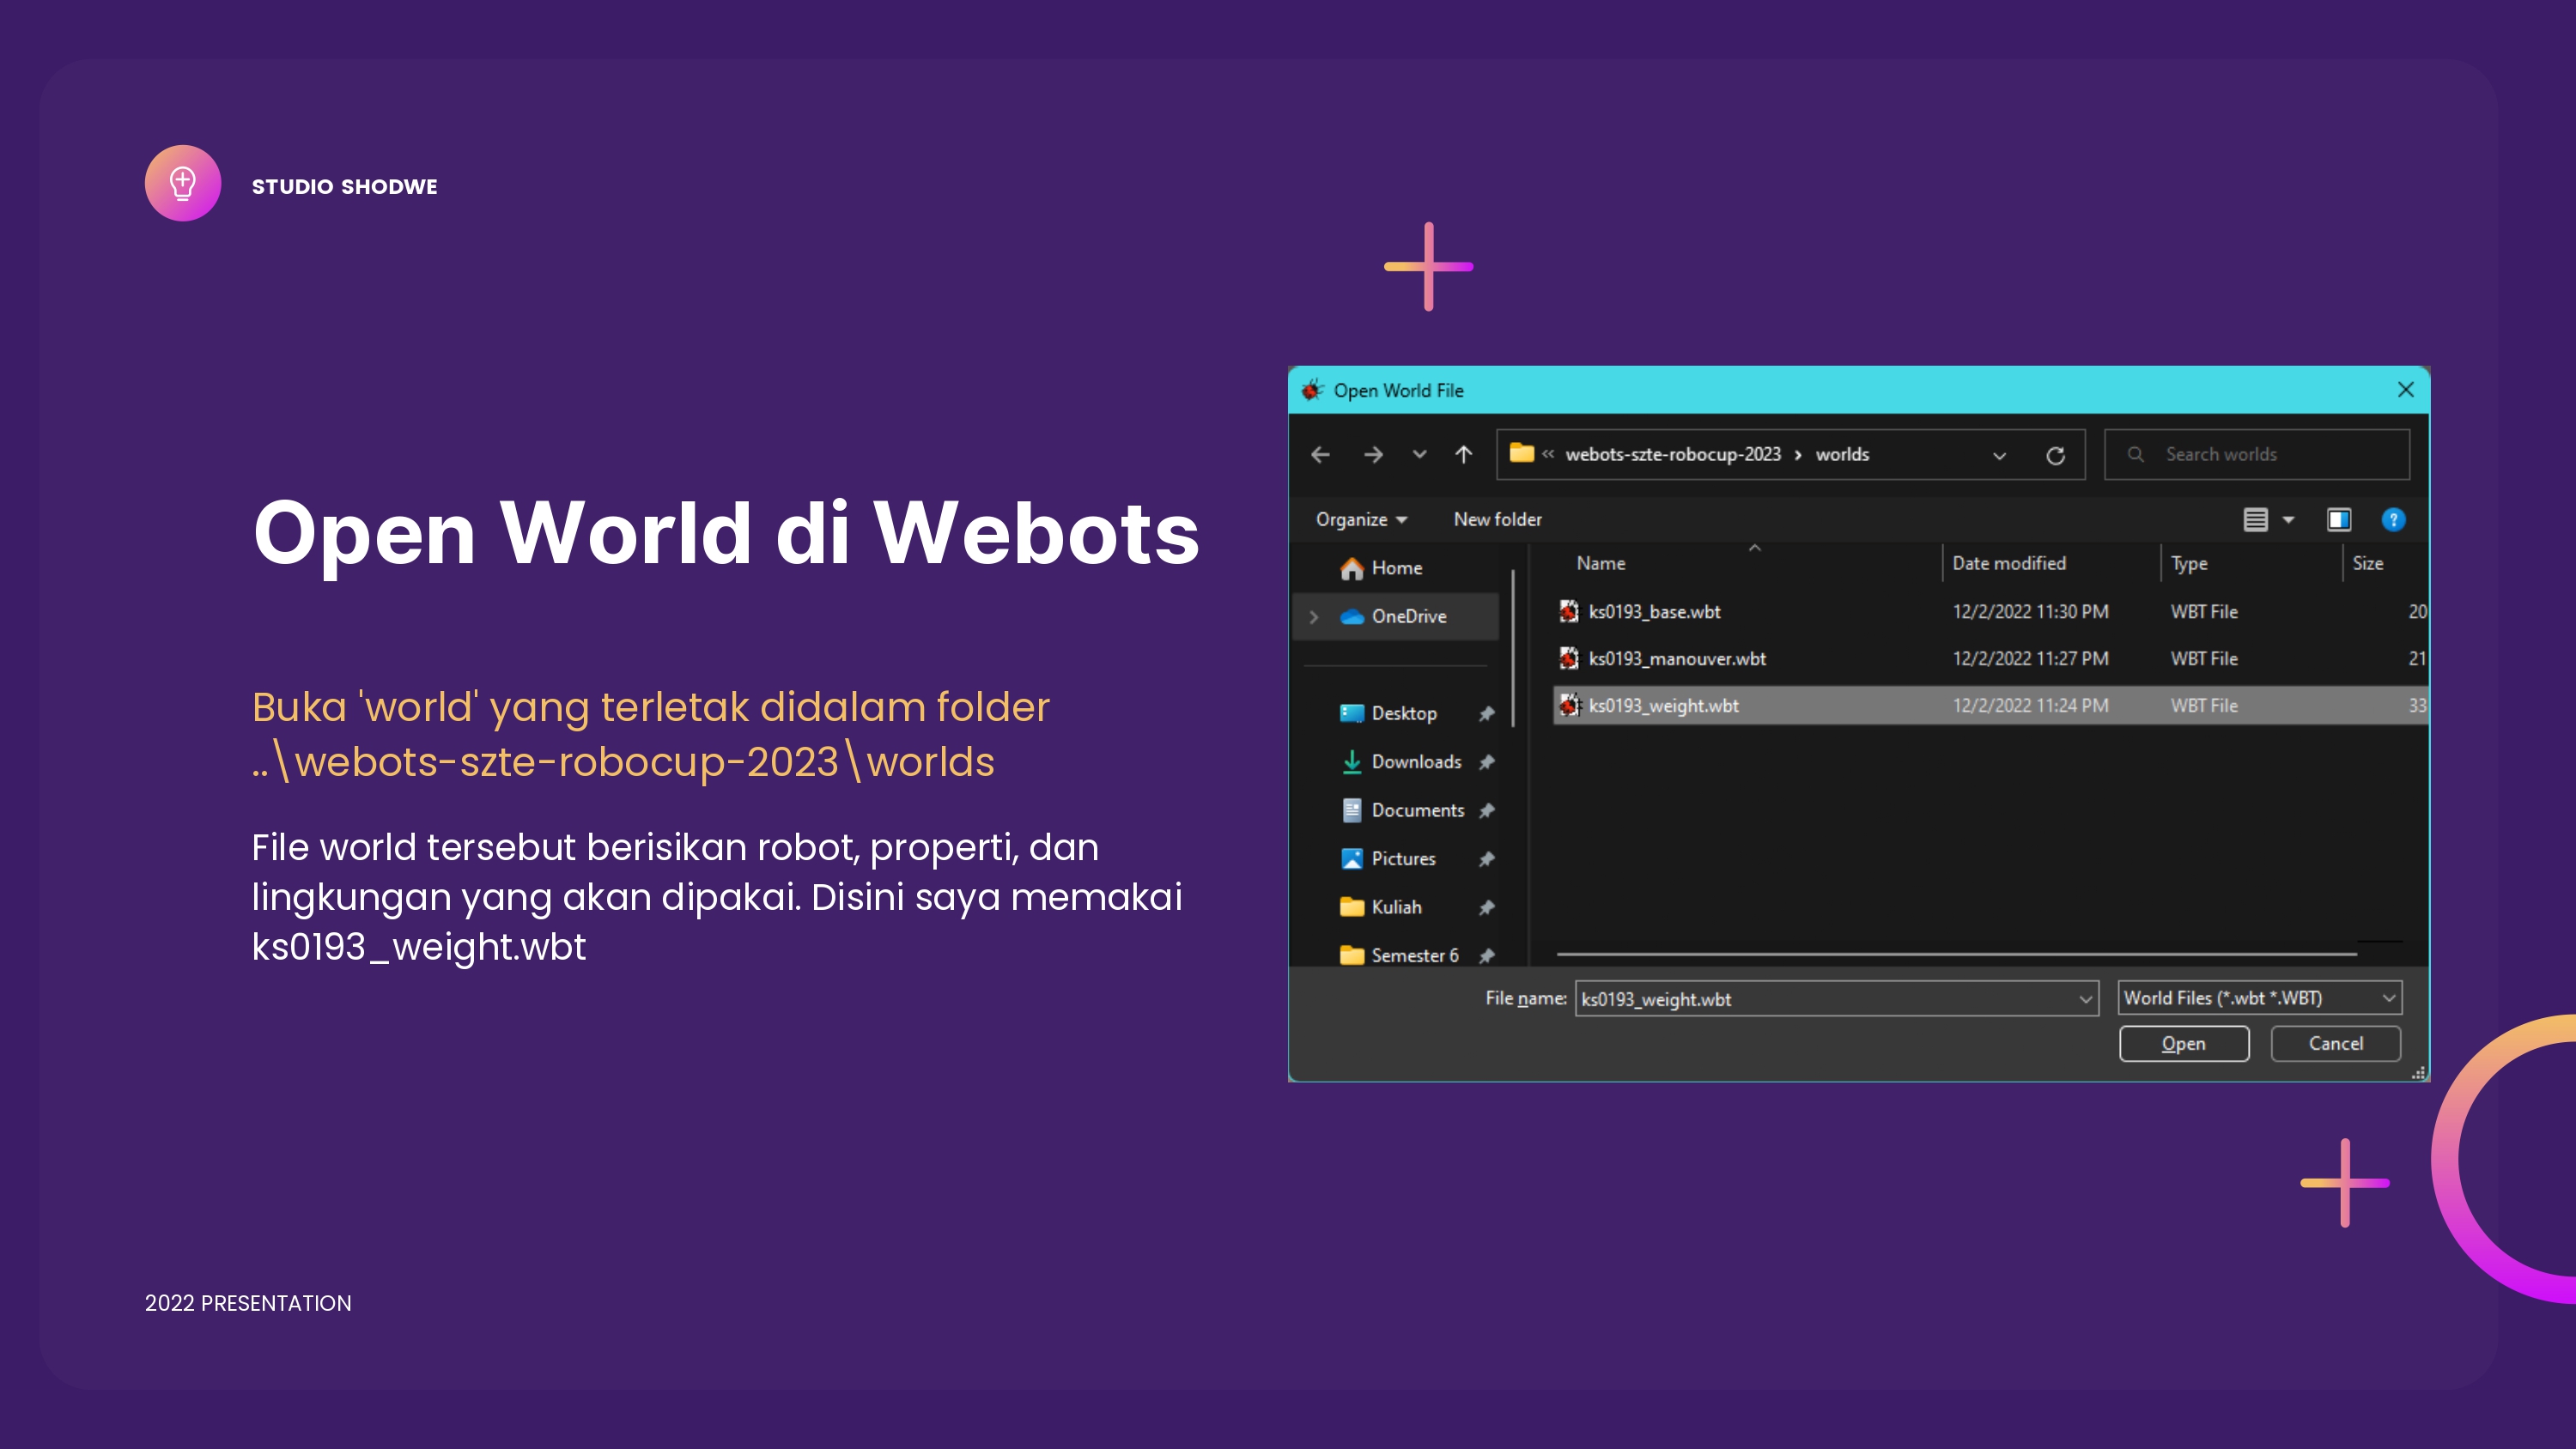 STUDIO SHODWE
Open World di Webots
Buka 'world' yang terletak didalam folder
..\webots-szte-robocup-2023\worlds
File world tersebut berisikan robot, properti, dan
lingkungan yang akan dipakai. Disini saya memakai
ks0193_weight.wbt
Open World File
« webots-szte-robocup-2023 › worlds
Search worlds
Organize
New folder
Name Date modified Type Size
Home
OneDrive
Desktop
Downloads
Documents
Pictures
Kuliah
Semester 6
ks0193_base.wbt 12/2/2022 11:30 PM WBT File 20
ks0193_manouver.wbt 12/2/2022 11:27 PM WBT File 21
ks0193_weight.wbt 12/2/2022 11:24 PM WBT File 33
File name: ks0193_weight.wbt
World Files (*.wbt *.WBT)
Open Cancel
2022 PRESENTATION